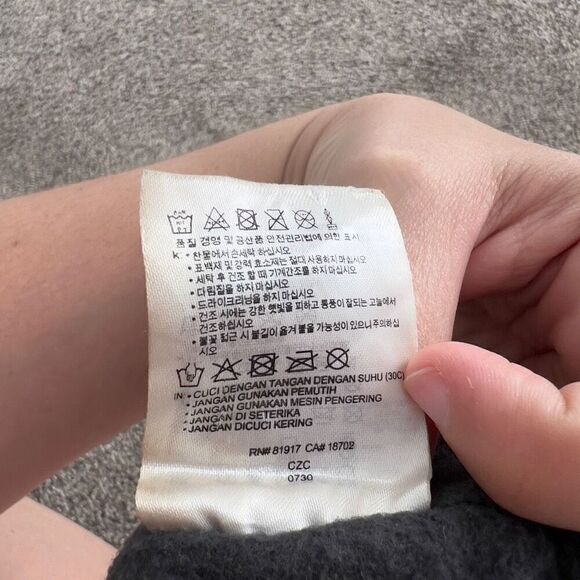 품질 경영 및 공산품 안전관리법에 의한 표시
K • 찬물에서 손세탁 하십시오
• 표백제 및 강력 효소제는 절대 사용하지 마십시오
• 세탁 후 건조 할 때 기계건조를 하지 마십시오
• 다림질을 하지 마십시오
• 드라이크리닝을 하지 마십시오
• 건조 시에는 강한 햇빛을 피하고 통풍이 잘되는 그늘에서
건조 하십시오
• 불꽃 접근 시 불길이 옮겨 붙을 가능성이 있으니 주의하십
시오
IN: • CUCI DENGAN TANGAN DENGAN SUHU (30C)
• JANGAN GUNAKAN PEMUTIH
• JANGAN GUNAKAN MESIN PENGERING
• JANGAN DI SETERIKA
• JANGAN DICUCI KERING
RN# 81917 CA# 18702
CZC
0730